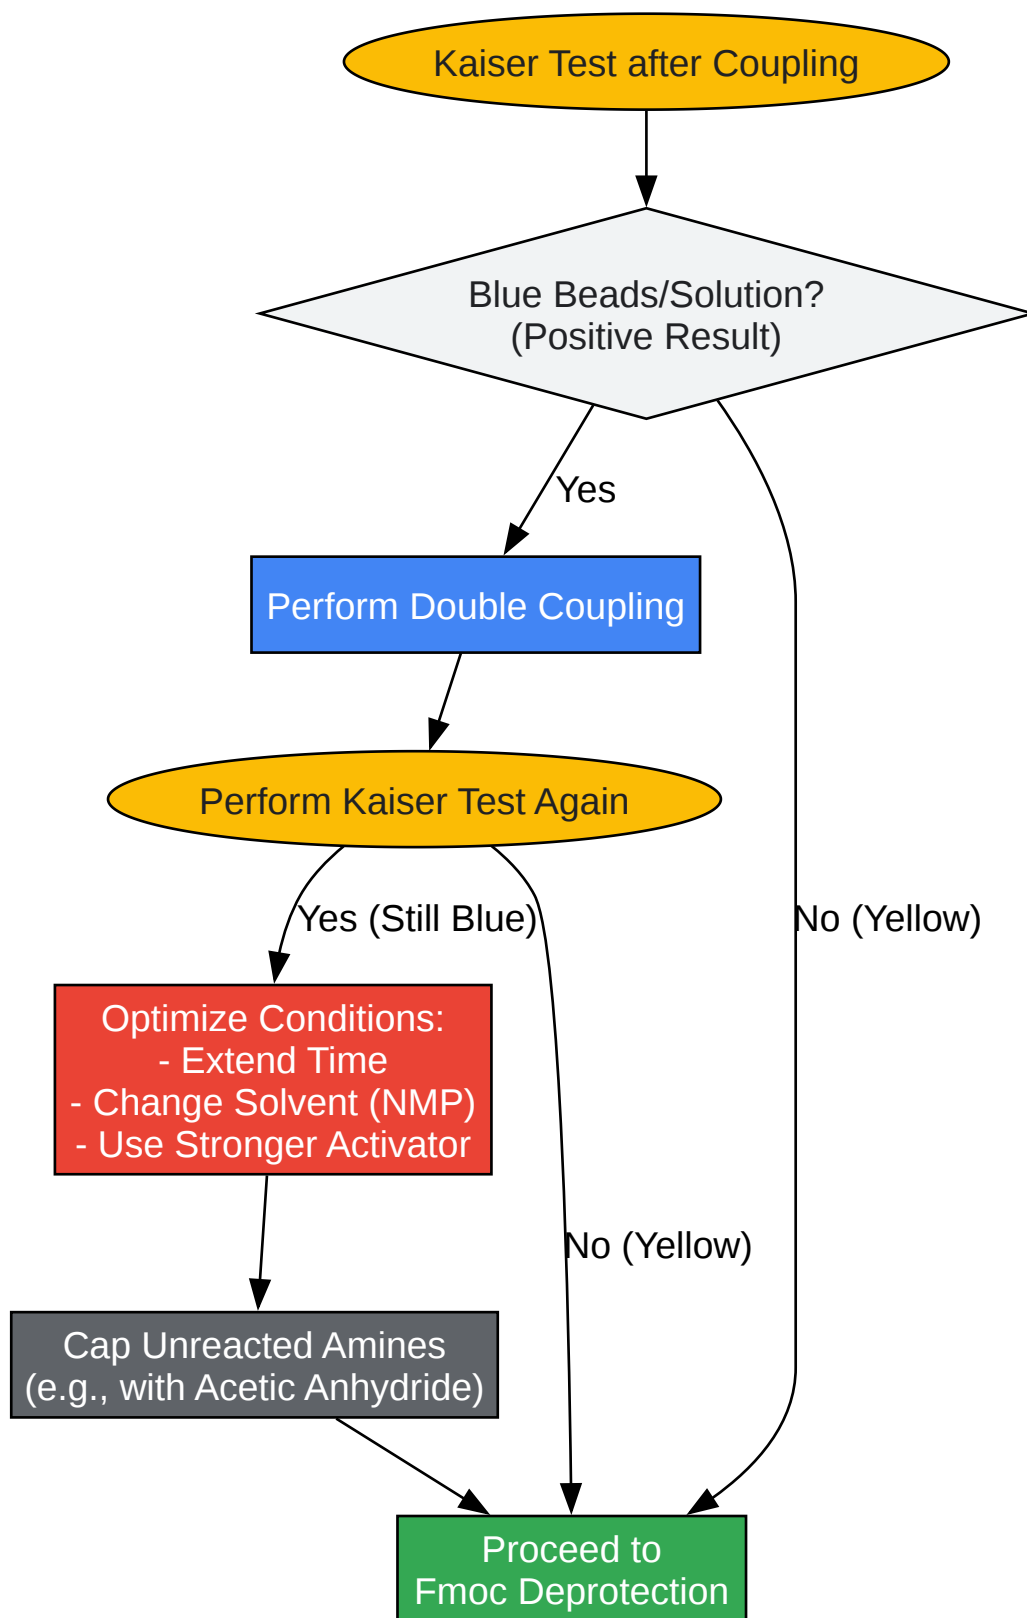 Kaiser Test after Coupling
Blue Beads/Solution?
(Positive Result)
Yes
Perform Double Coupling
Perform Kaiser Test Again
Yes (Still Blue)
No (Yellow)
Optimize Conditions:
- Extend Time
- Change Solvent (NMP)
- Use Stronger Activator
No (Yellow)
Cap Unreacted Amines
(e.g., with Acetic Anhydride)
Proceed to
Fmoc Deprotection